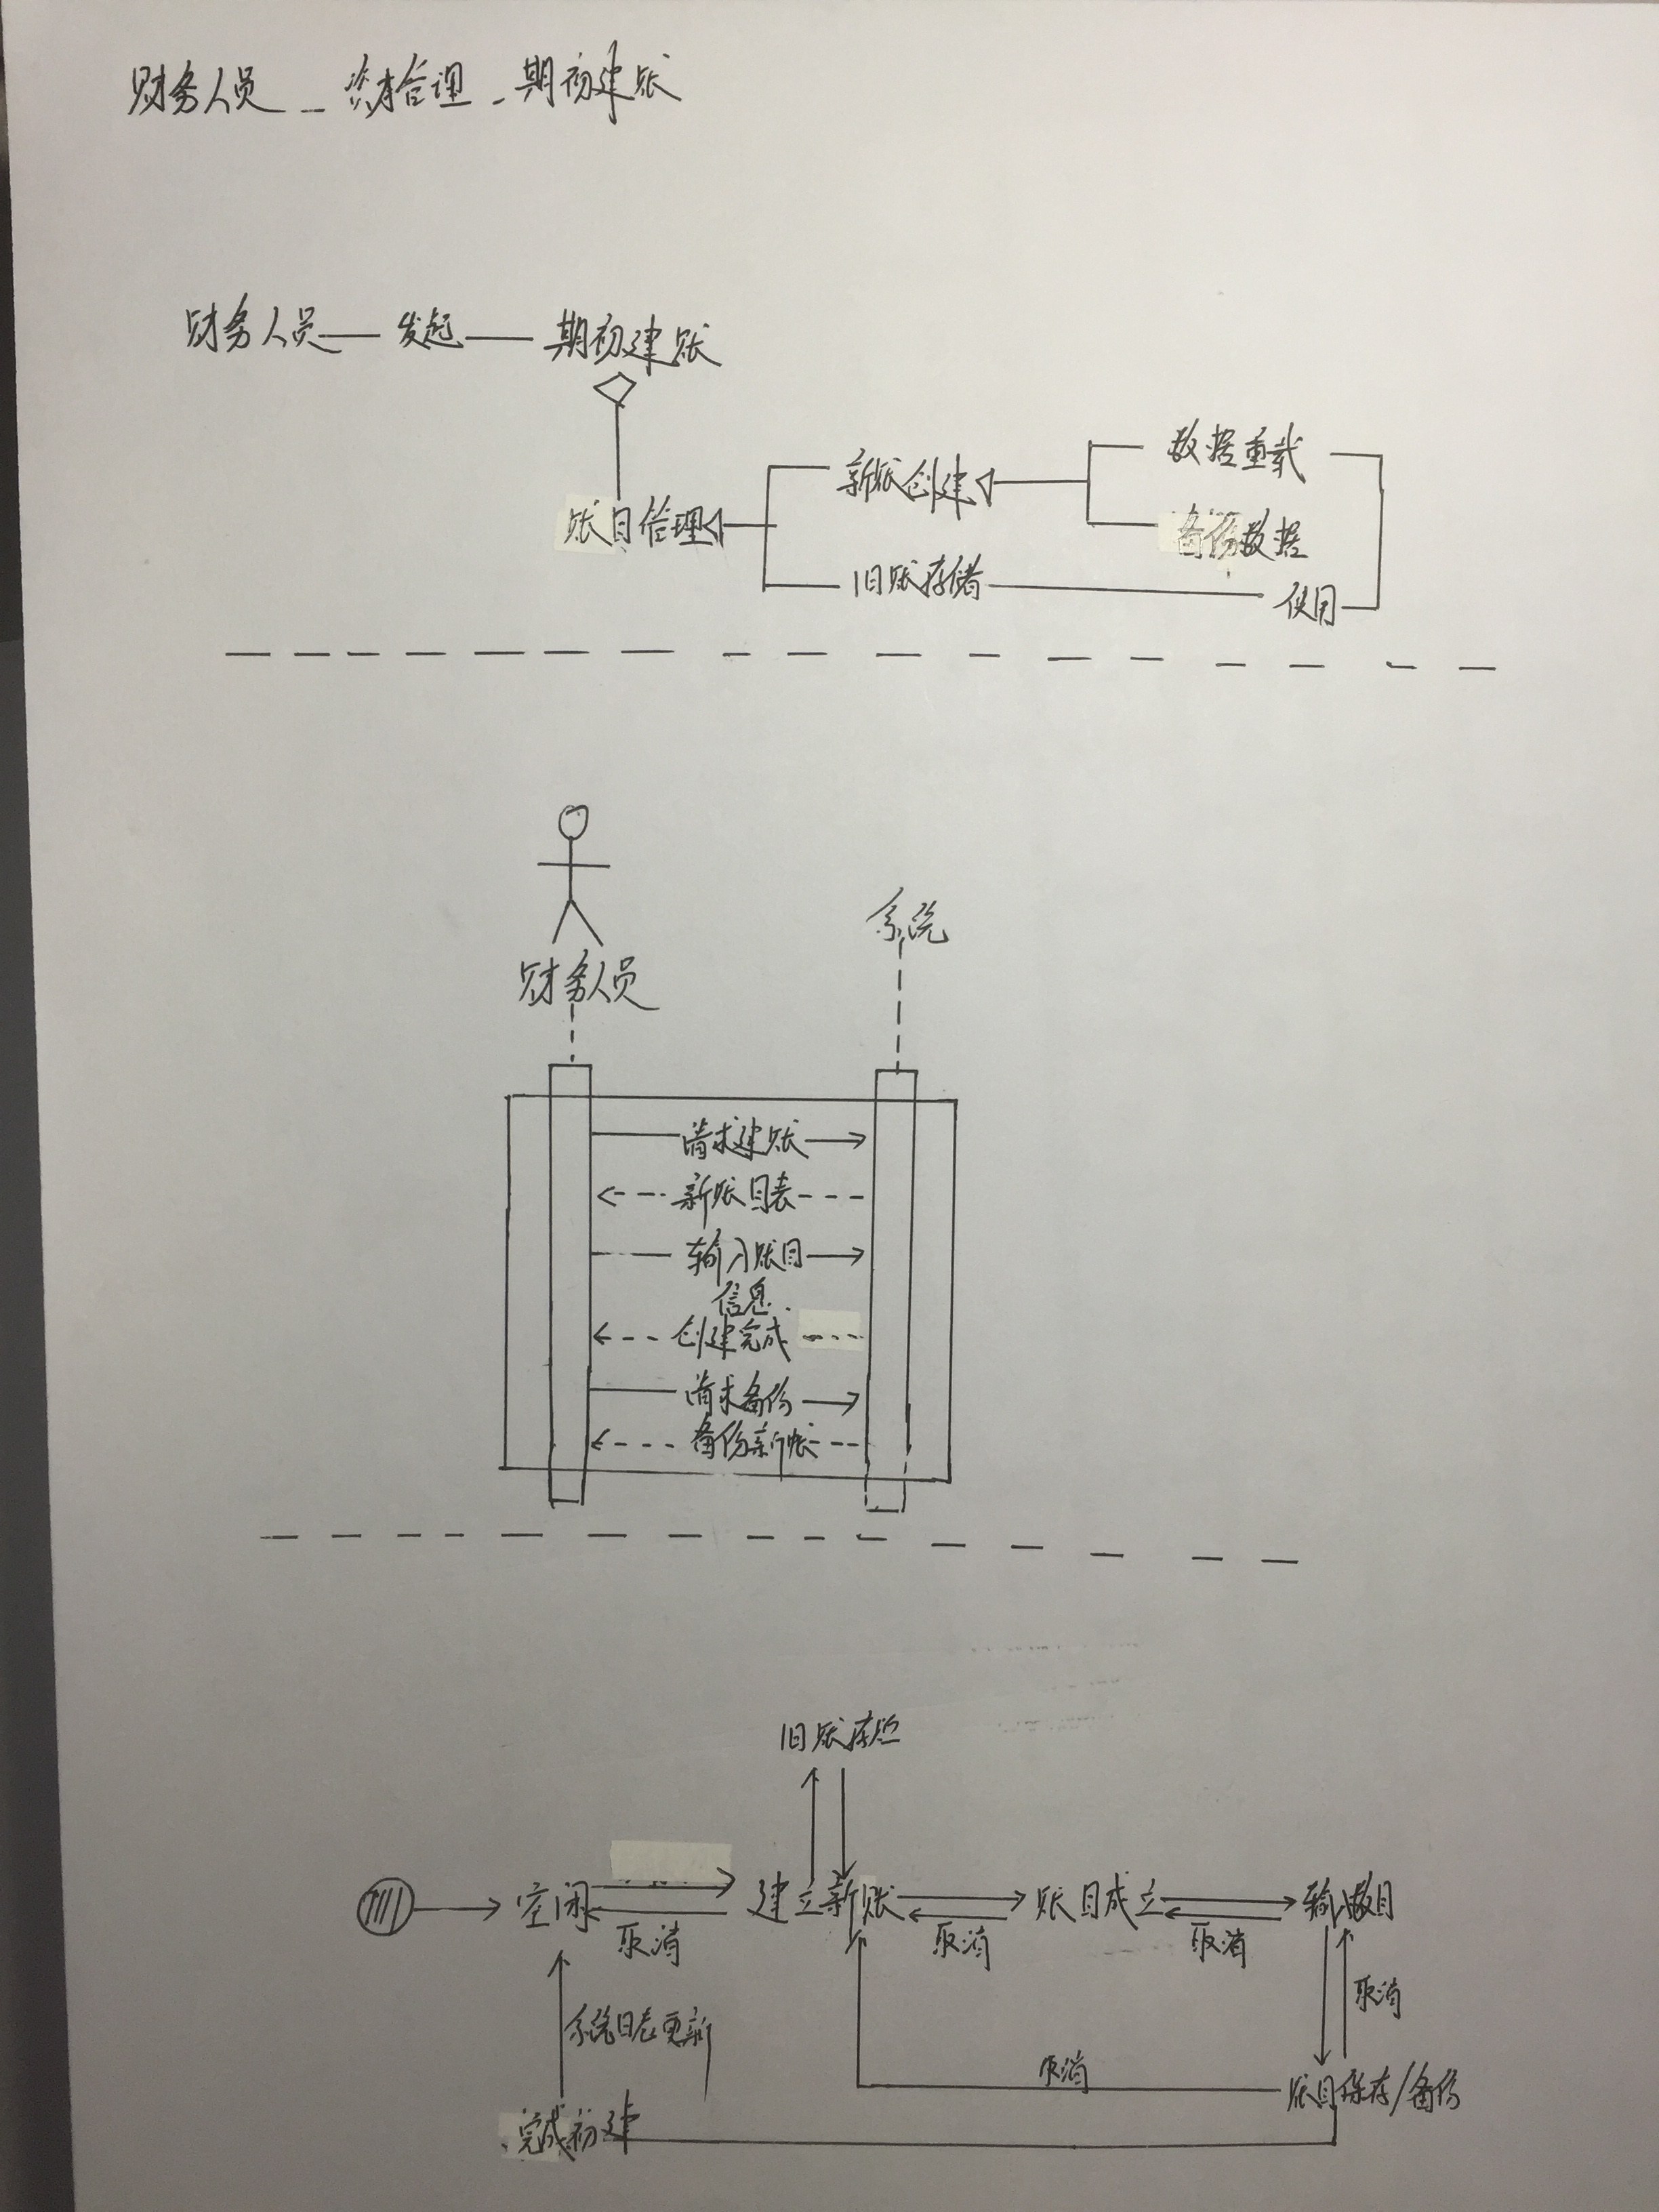 财务人员 - 资本管理 - 期初建账
财务人员 发起 期初建账
数据重载
新账创建
账目管理
备份数据
旧账存储
使用
系统
财务人员
请求建账
新账目表
输入账目
信息
创建完成
请求备份
备份新帐
旧账存
空闲 建立新账 账目成立 输入
取消 取消 取消
取消
系统日志更新
取消
账目保存/备份
完成初建